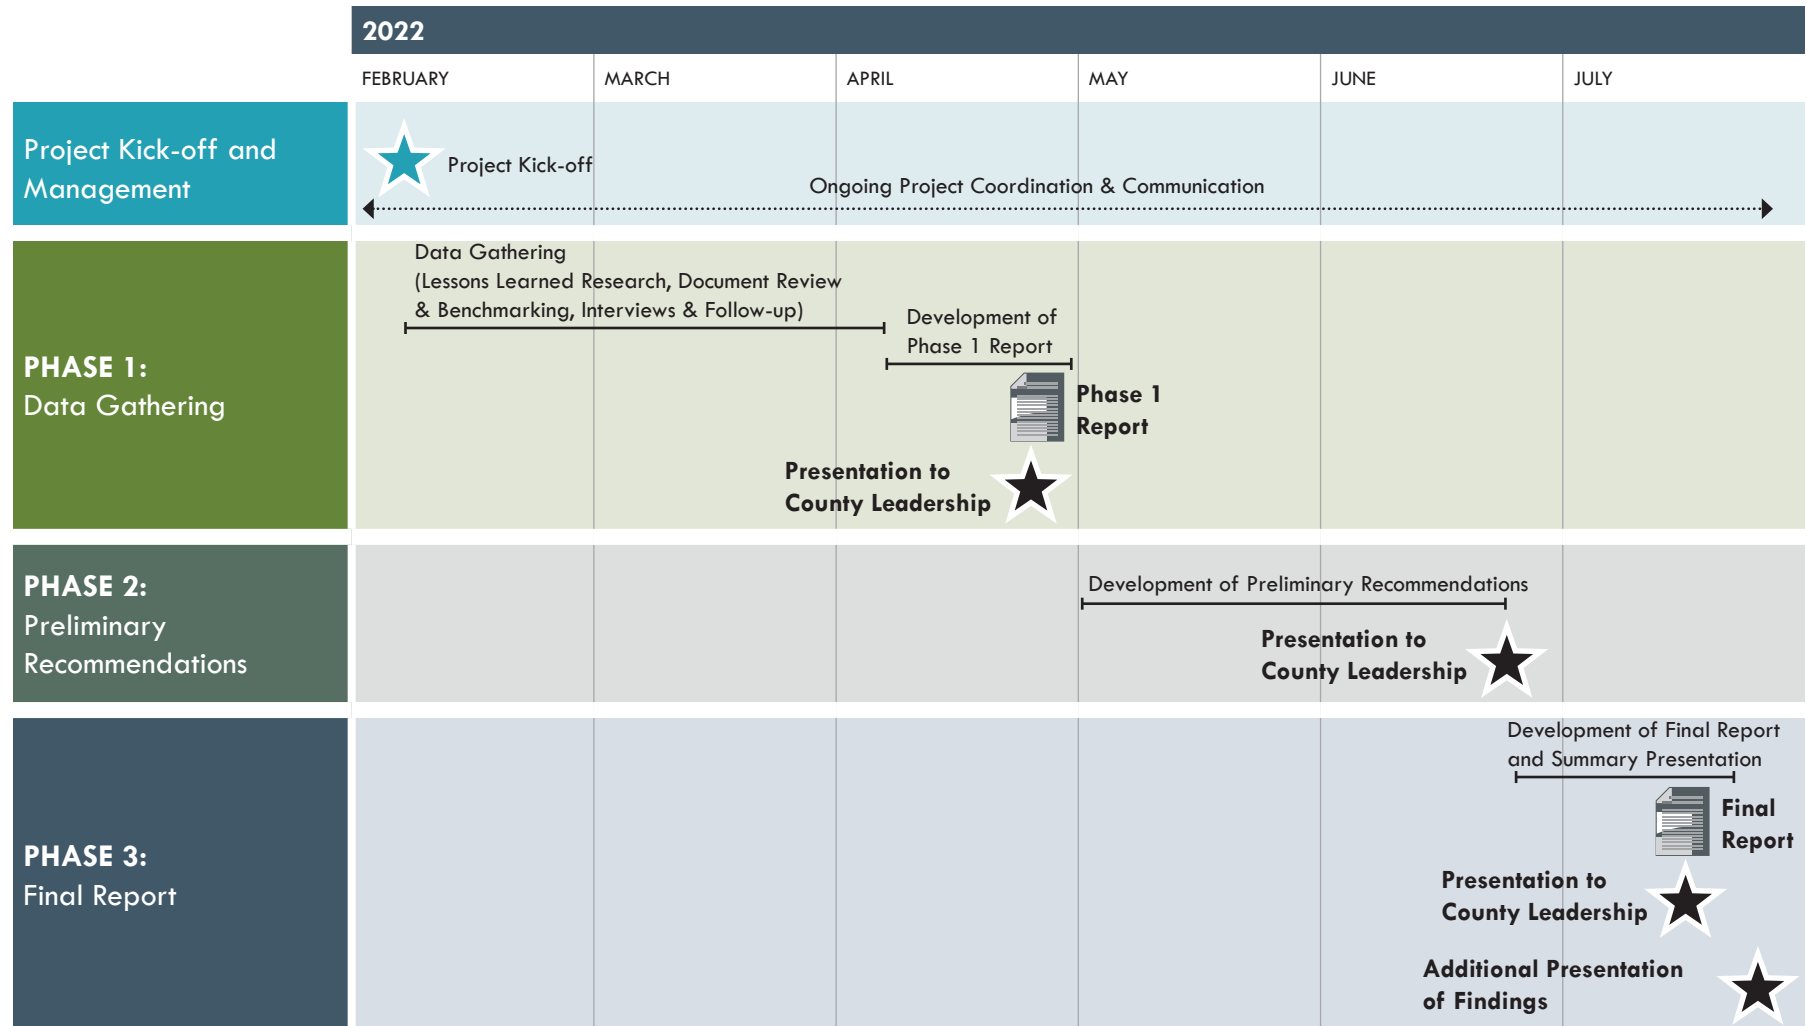 2022
FEBRUARY
MARCH
APRIL
MAY
JUNE
JULY
Project Kick-off and
Management
Project Kick-off
Ongoing Project Coordination & Communication
PHASE 1:
Data Gathering
Data Gathering
(Lessons Learned Research, Document Review
& Benchmarking, Interviews & Follow-up)
Development of
Phase 1 Report
Phase 1
Report
Presentation to
County Leadership
PHASE 2:
Preliminary
Recommendations
Development of Preliminary Recommendations
Presentation to
County Leadership
PHASE 3:
Final Report
Development of Final Report
and Summary Presentation
Final
Report
Presentation to
County Leadership
Additional Presentation
of Findings